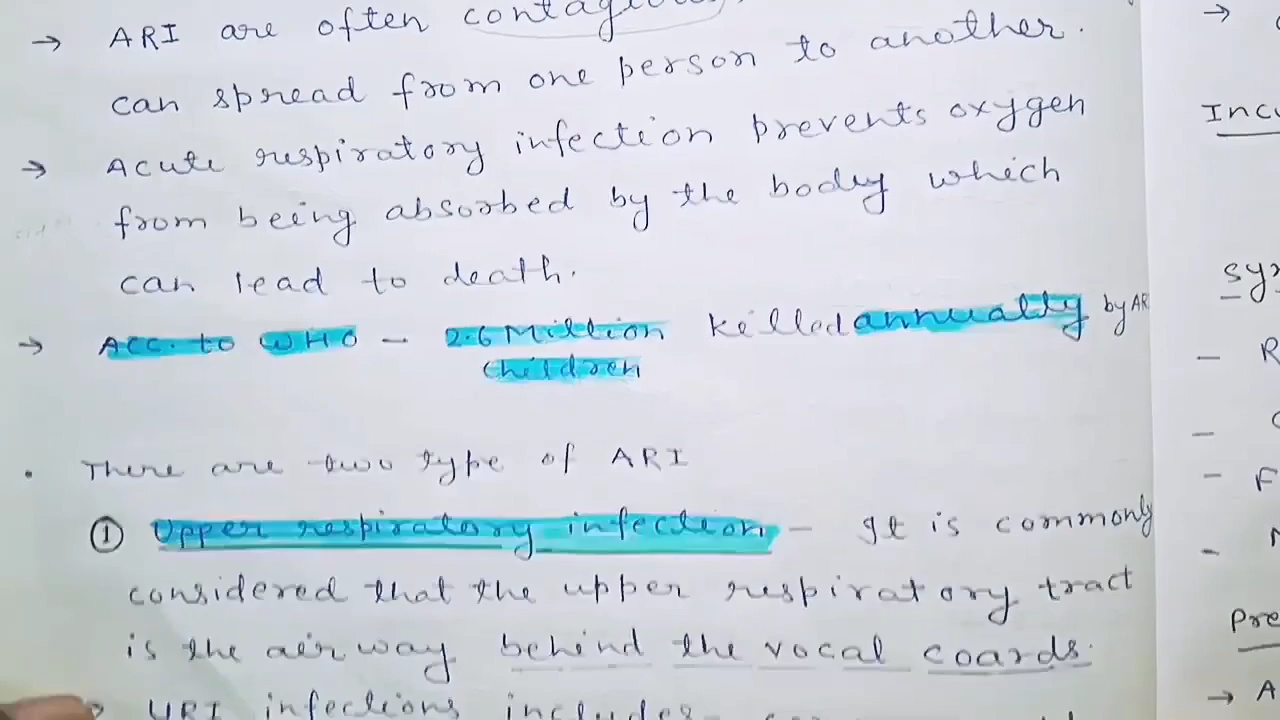 → ARI are often contagious,
can spread from one person to another.
→ Acute respiratory infection prevents oxygen
from being absorbed by the body which
can lead to death.
→ Acc. to WHO – 2.6 Million Killed annually by AR
Children
• There are two type of ARI
① Upper respiratory infection – It is commonly
considered that the upper respiratory tract
is the airway behind the vocal coards.
URI infections includes
→
Inc
Sy
– R
–
– F
–
Pre
→ A